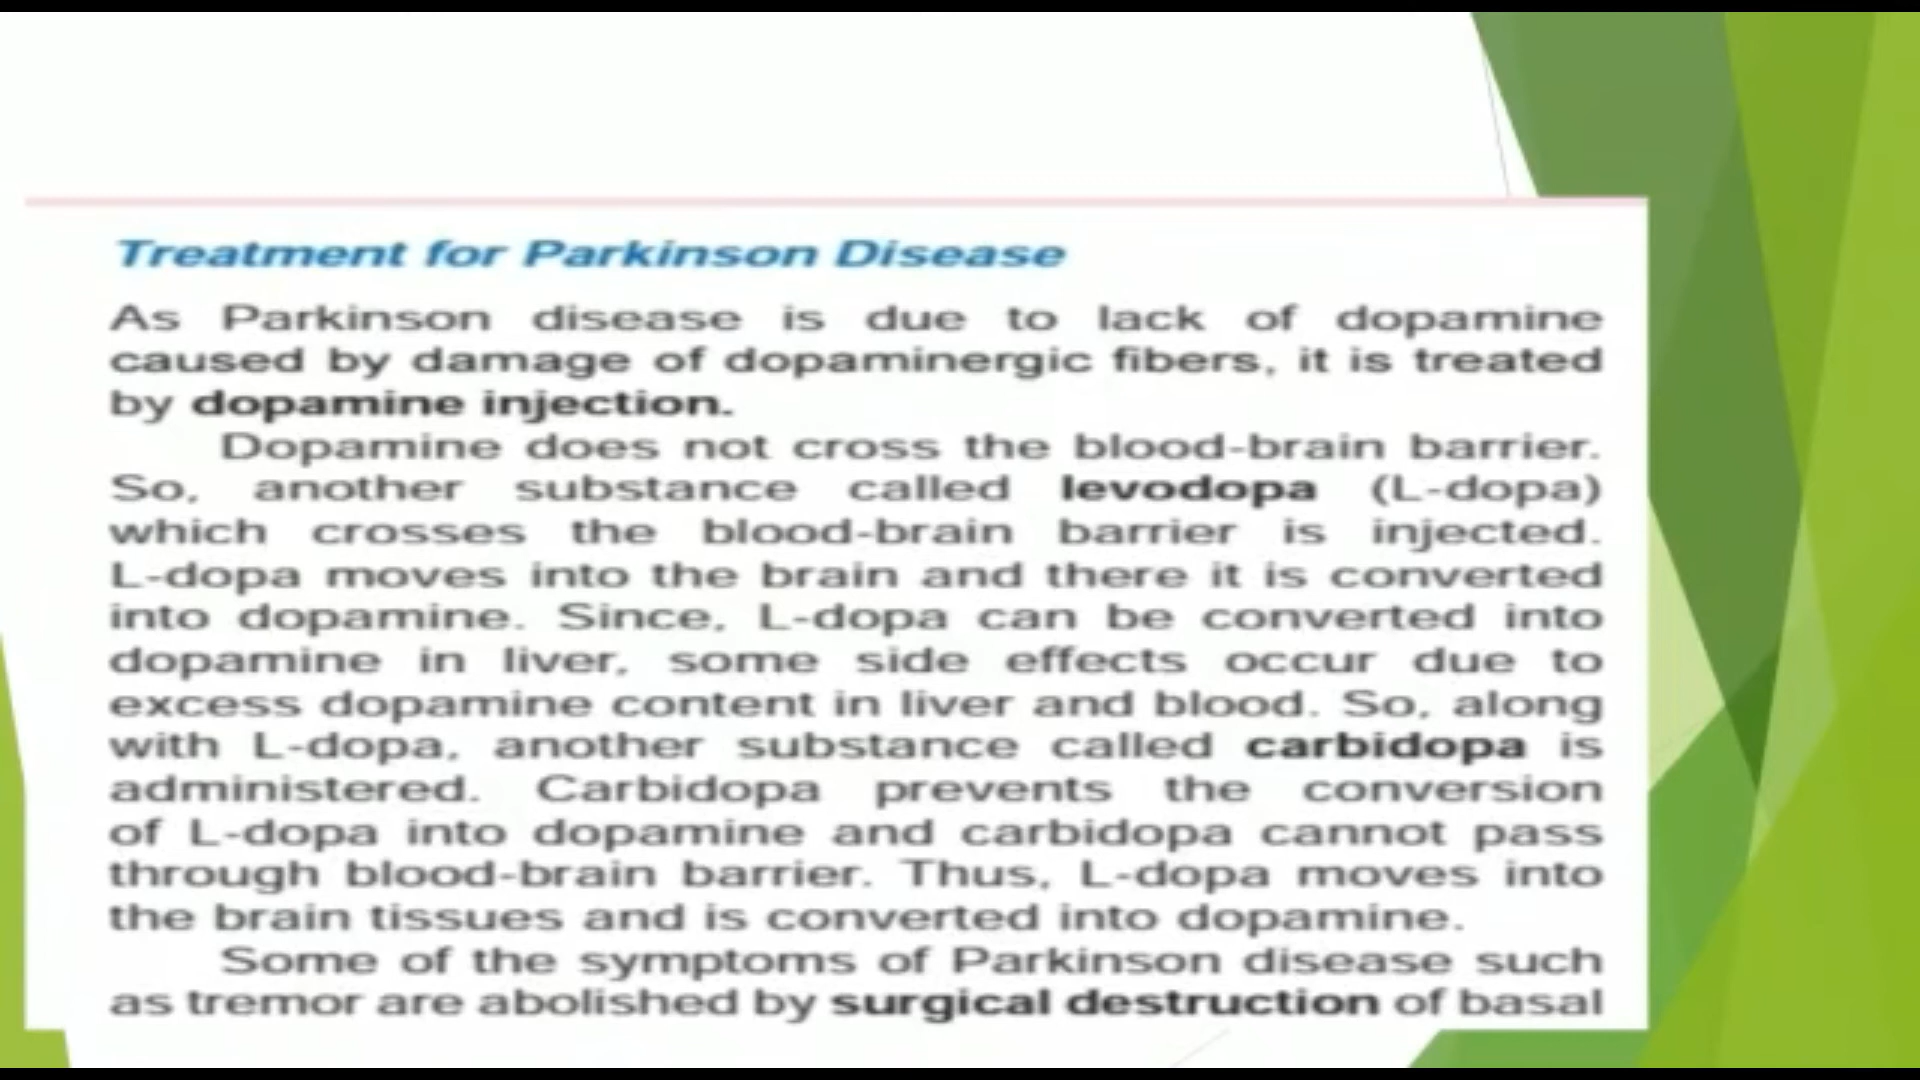 Treatment for Parkinson Disease
As Parkinson disease is due to lack of dopamine
caused by damage of dopaminergic fibers, it is treated
by dopamine injection.
Dopamine does not cross the blood-brain barrier.
So, another substance called levodopa (L-dopa)
which crosses the blood-brain barrier is injected.
L-dopa moves into the brain and there it is converted
into dopamine. Since, L-dopa can be converted into
dopamine in liver, some side effects occur due to
excess dopamine content in liver and blood. So, along
with L-dopa, another substance called carbidopa is
administered. Carbidopa prevents the conversion
of L-dopa into dopamine and carbidopa cannot pass
through blood-brain barrier. Thus, L-dopa moves into
the brain tissues and is converted into dopamine.
Some of the symptoms of Parkinson disease such
as tremor are abolished by surgical destruction of basal